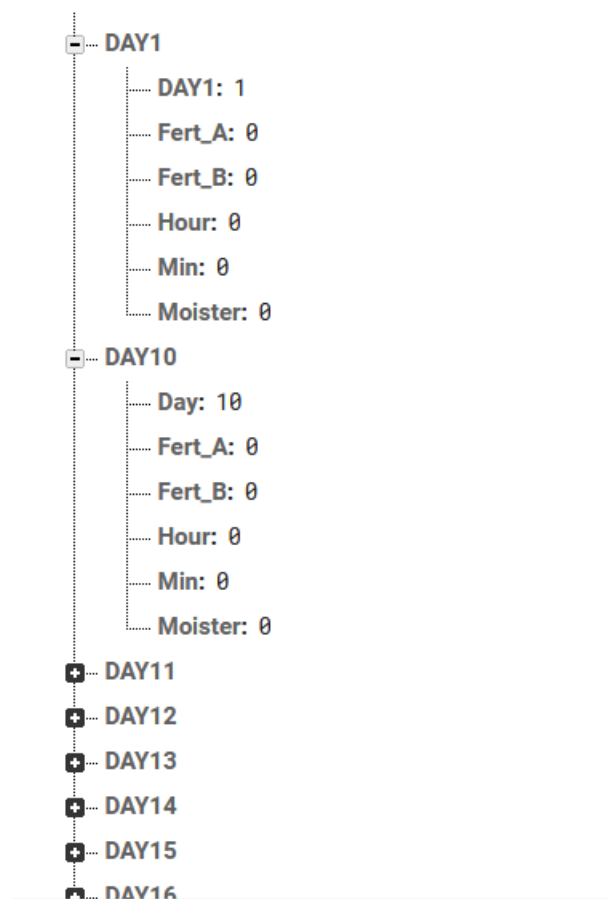 DAY1
DAY1: 1
Fert_A: 0
Fert_B: 0
Hour: 0
Min: 0
Moister: 0
DAY10
Day: 10
Fert_A: 0
Fert_B: 0
Hour: 0
Min: 0
Moister: 0
DAY11
DAY12
DAY13
DAY14
DAY15
DAY16